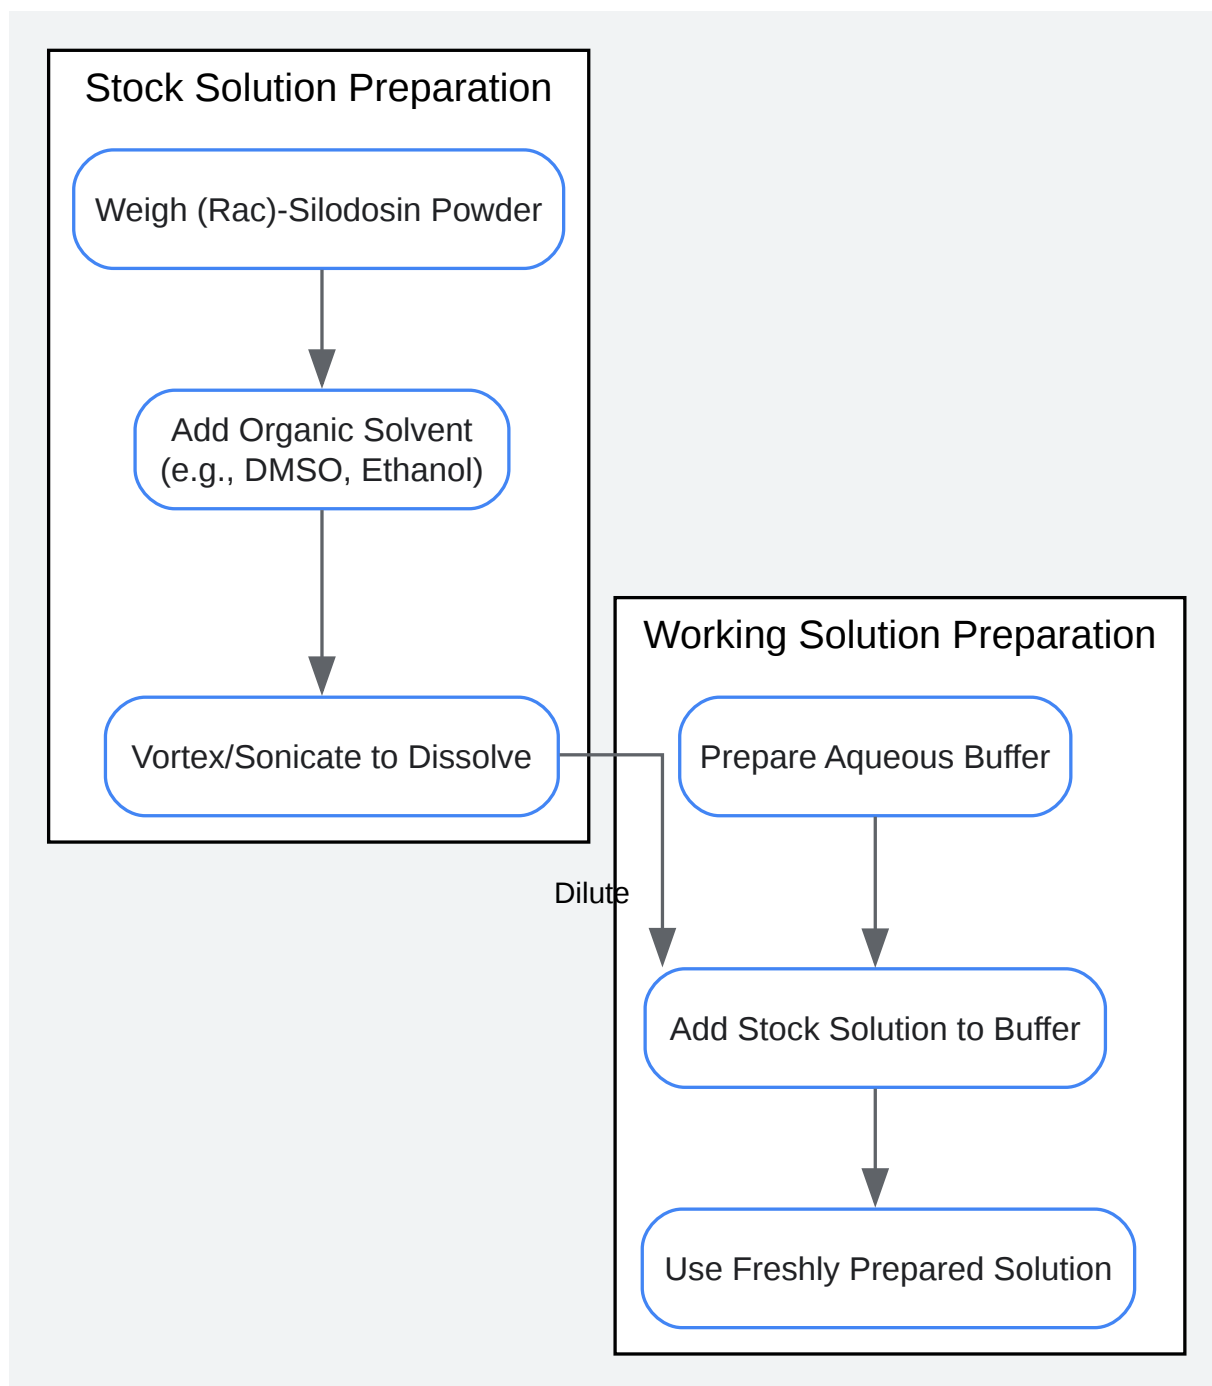 Stock Solution Preparation
Weigh (Rac)-Silodosin Powder
Add Organic Solvent
(e.g., DMSO, Ethanol)
Vortex/Sonicate to Dissolve
Dilute
Working Solution Preparation
Prepare Aqueous Buffer
Add Stock Solution to Buffer
Use Freshly Prepared Solution